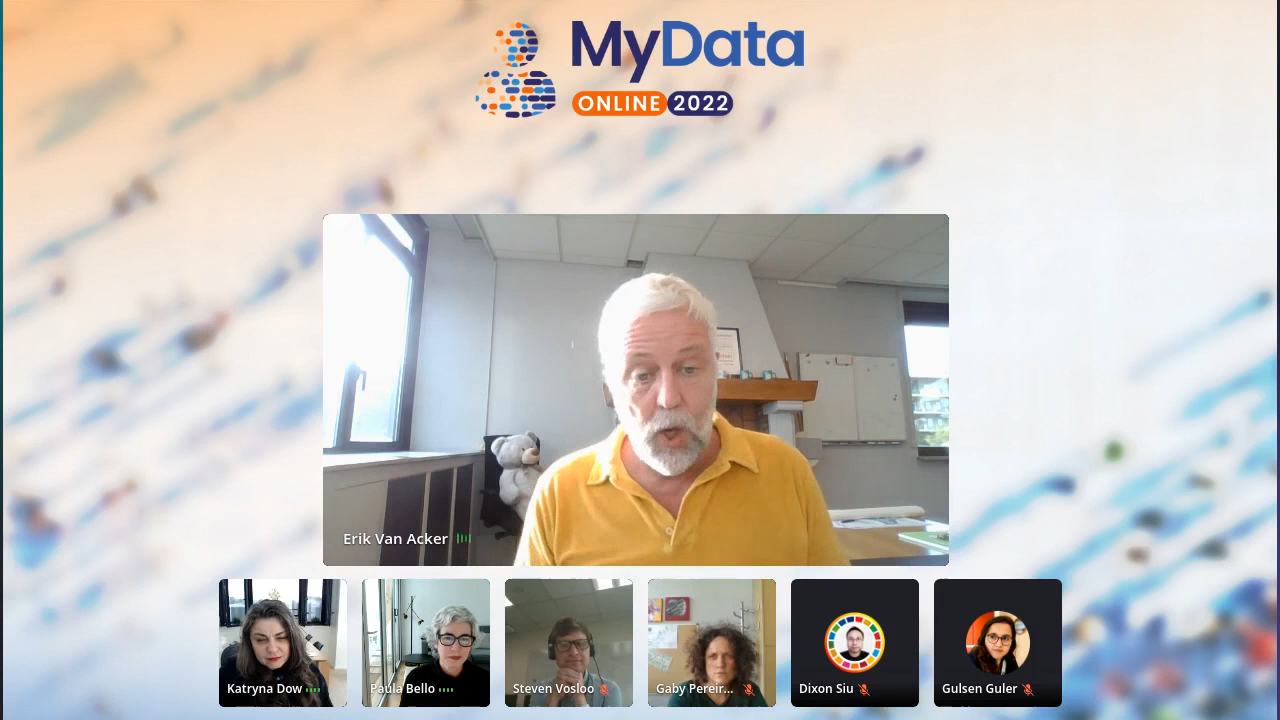 MyData
ONLINE 2022
Erik Van Acker
Katryna Dow
Paula Bello
Steven Vosloo
Gaby Pereir...
Dixon Siu
Gulsen Guler